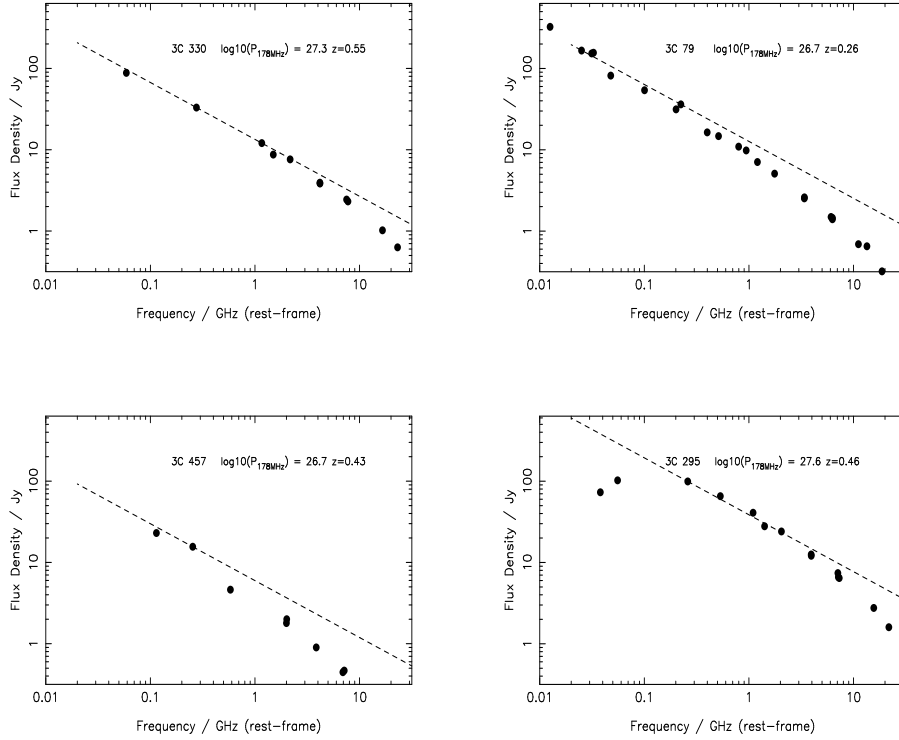 3C 330 log10(P178MHz) = 27.3 z=0.55
Flux Density / Jy
100
10
1
0.01 0.1 1 10
Frequency / GHz (rest-frame)
3C 79 log10(P178MHz) = 26.7 z=0.26
Flux Density / Jy
100
10
1
0.01 0.1 1 10
Frequency / GHz (rest-frame)
3C 457 log10(P178MHz) = 26.7 z=0.43
Flux Density / Jy
100
10
1
0.01 0.1 1 10
Frequency / GHz (rest-frame)
3C 295 log10(P178MHz) = 27.6 z=0.46
Flux Density / Jy
100
10
1
0.01 0.1 1 10
Frequency / GHz (rest-frame)